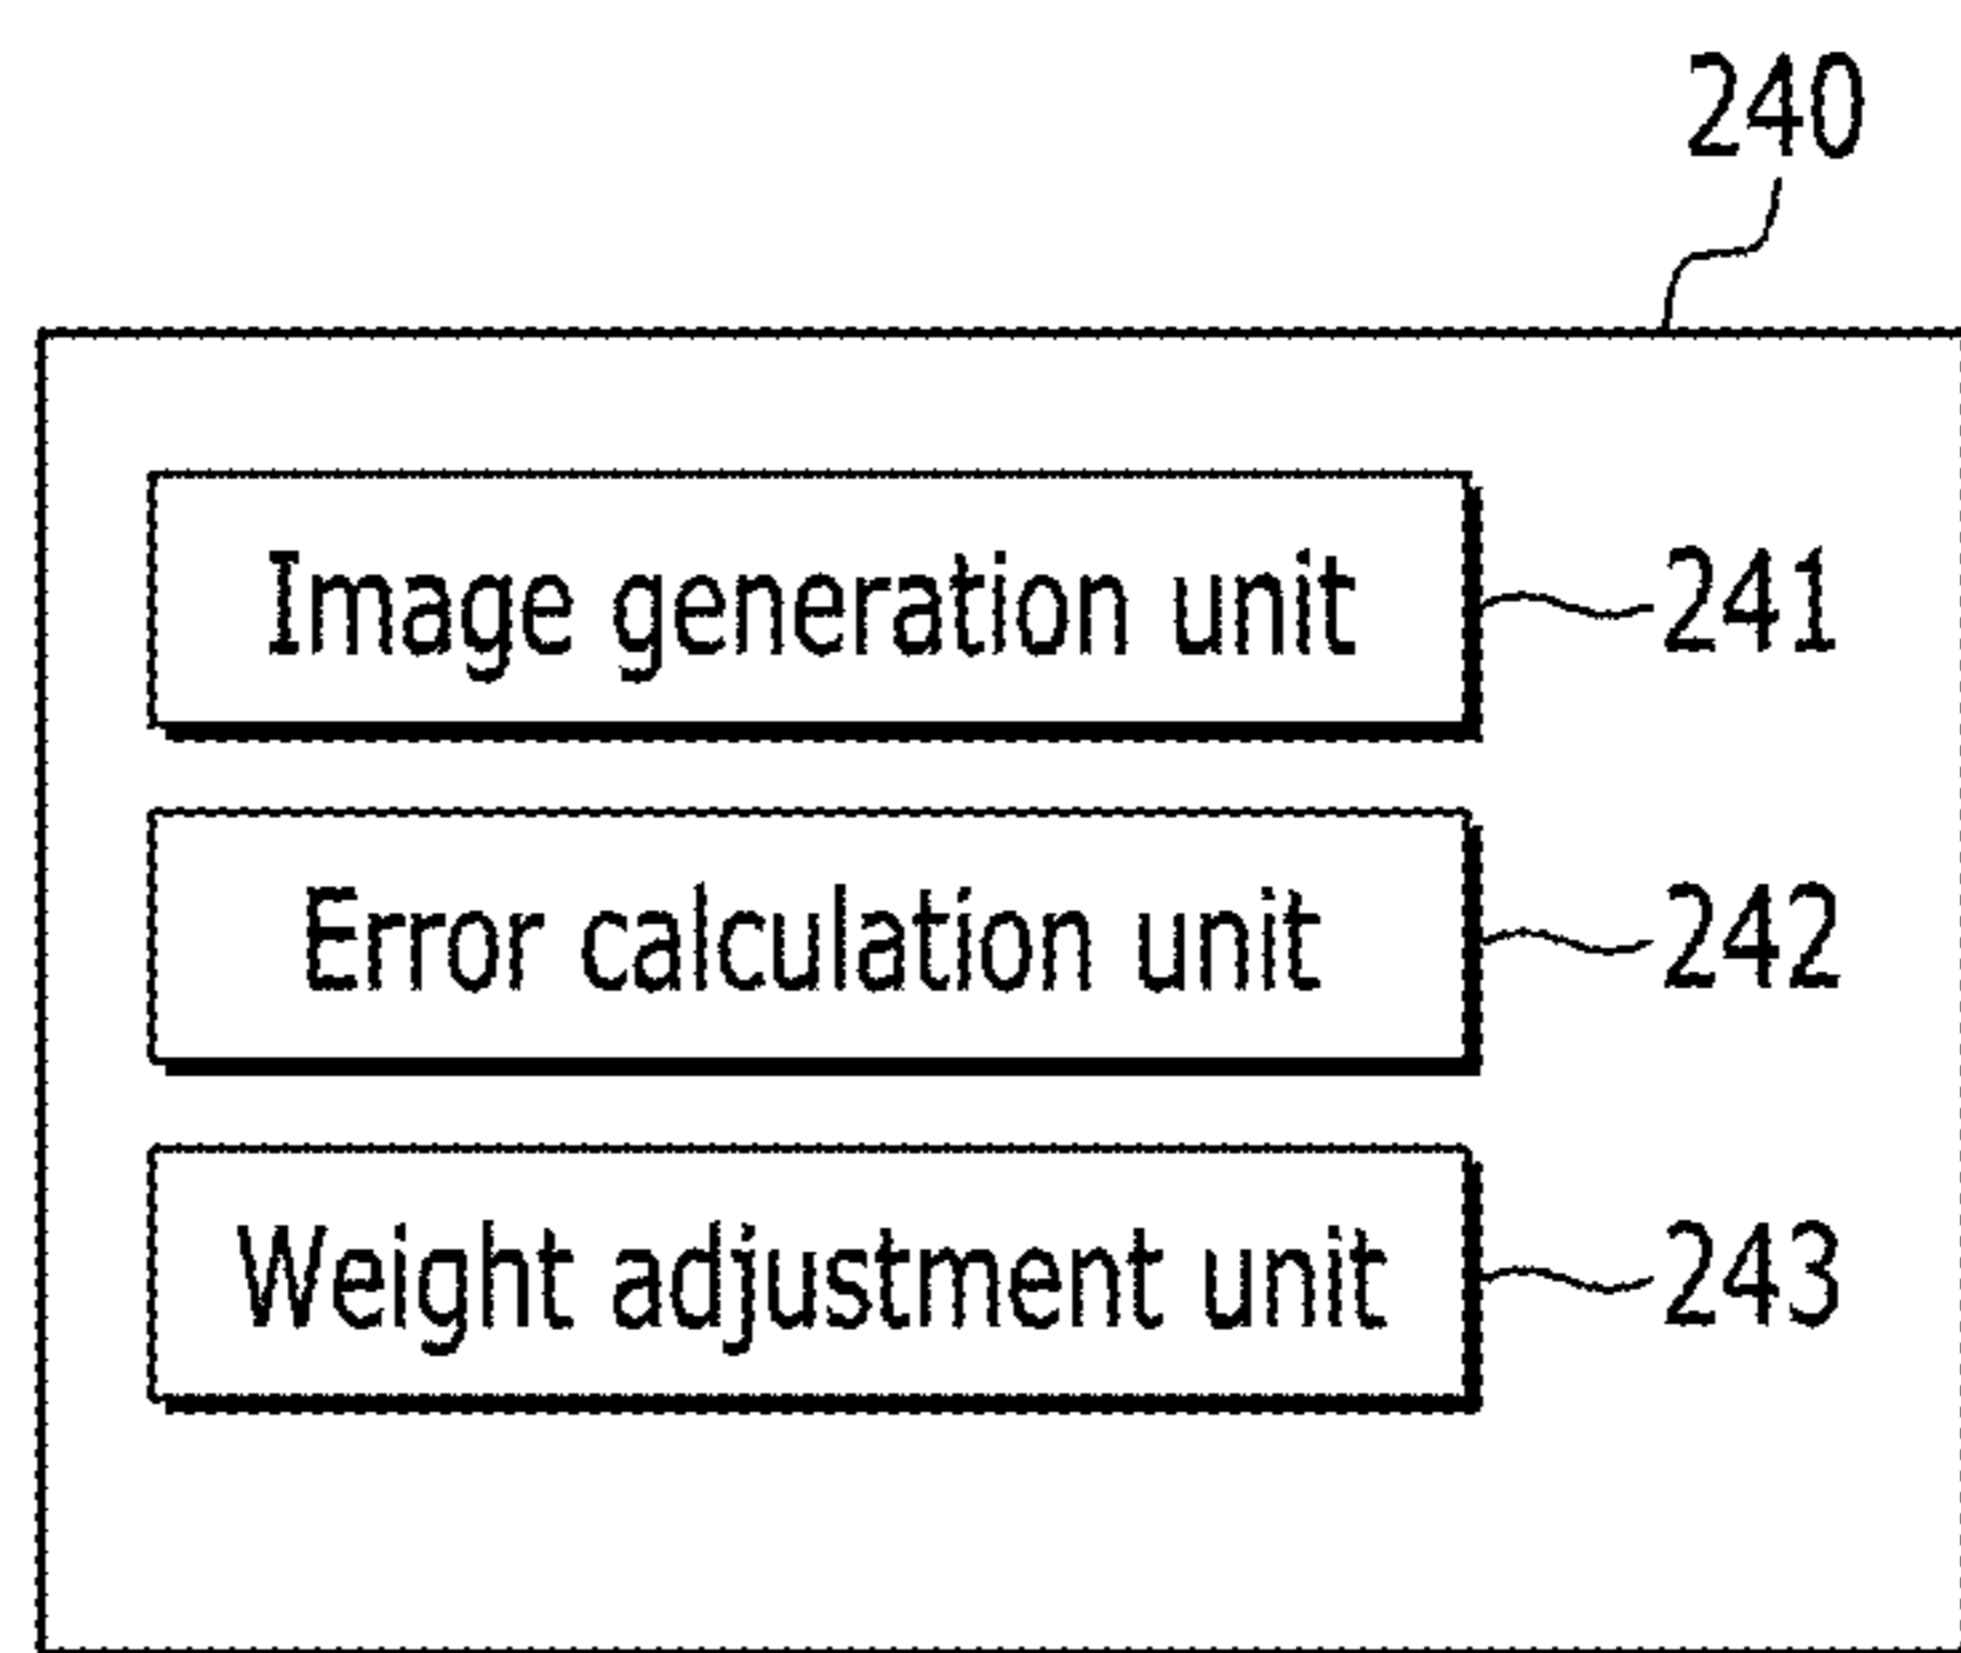 240
Image generation unit 241
Error calculation unit 242
Weight adjustment unit 243